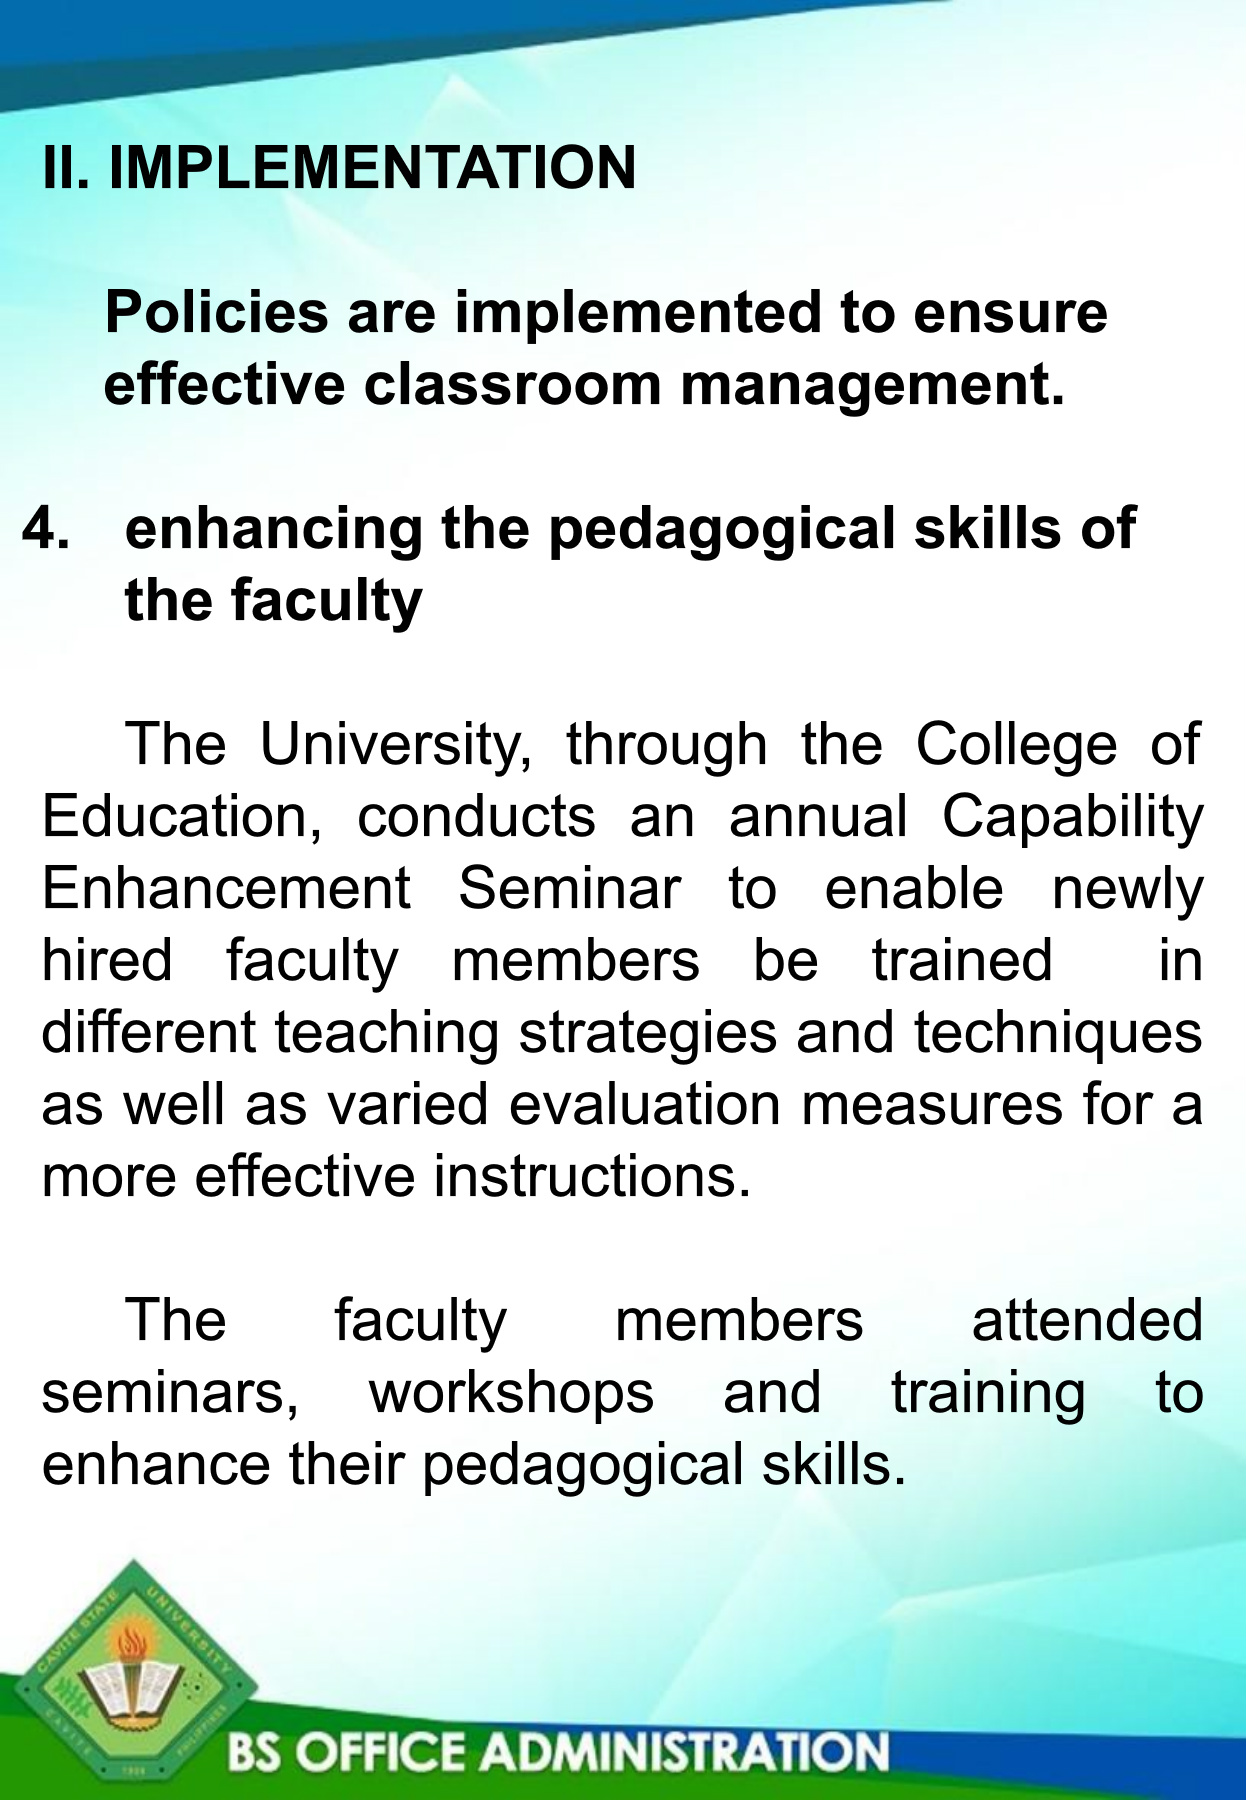 II. IMPLEMENTATION
Policies are implemented to ensure
effective classroom management.
4. enhancing the pedagogical skills of
the faculty
The University, through the College of
Education, conducts an annual Capability
Enhancement Seminar to enable newly
hired faculty members be trained in
different teaching strategies and techniques
as well as varied evaluation measures for a
more effective instructions.
The faculty members attended
seminars, workshops and training to
enhance their pedagogical skills.
CAVITE STATE UNIVERSITY
CAVITE 1906 PHILIPPINES
BS OFFICE ADMINISTRATION